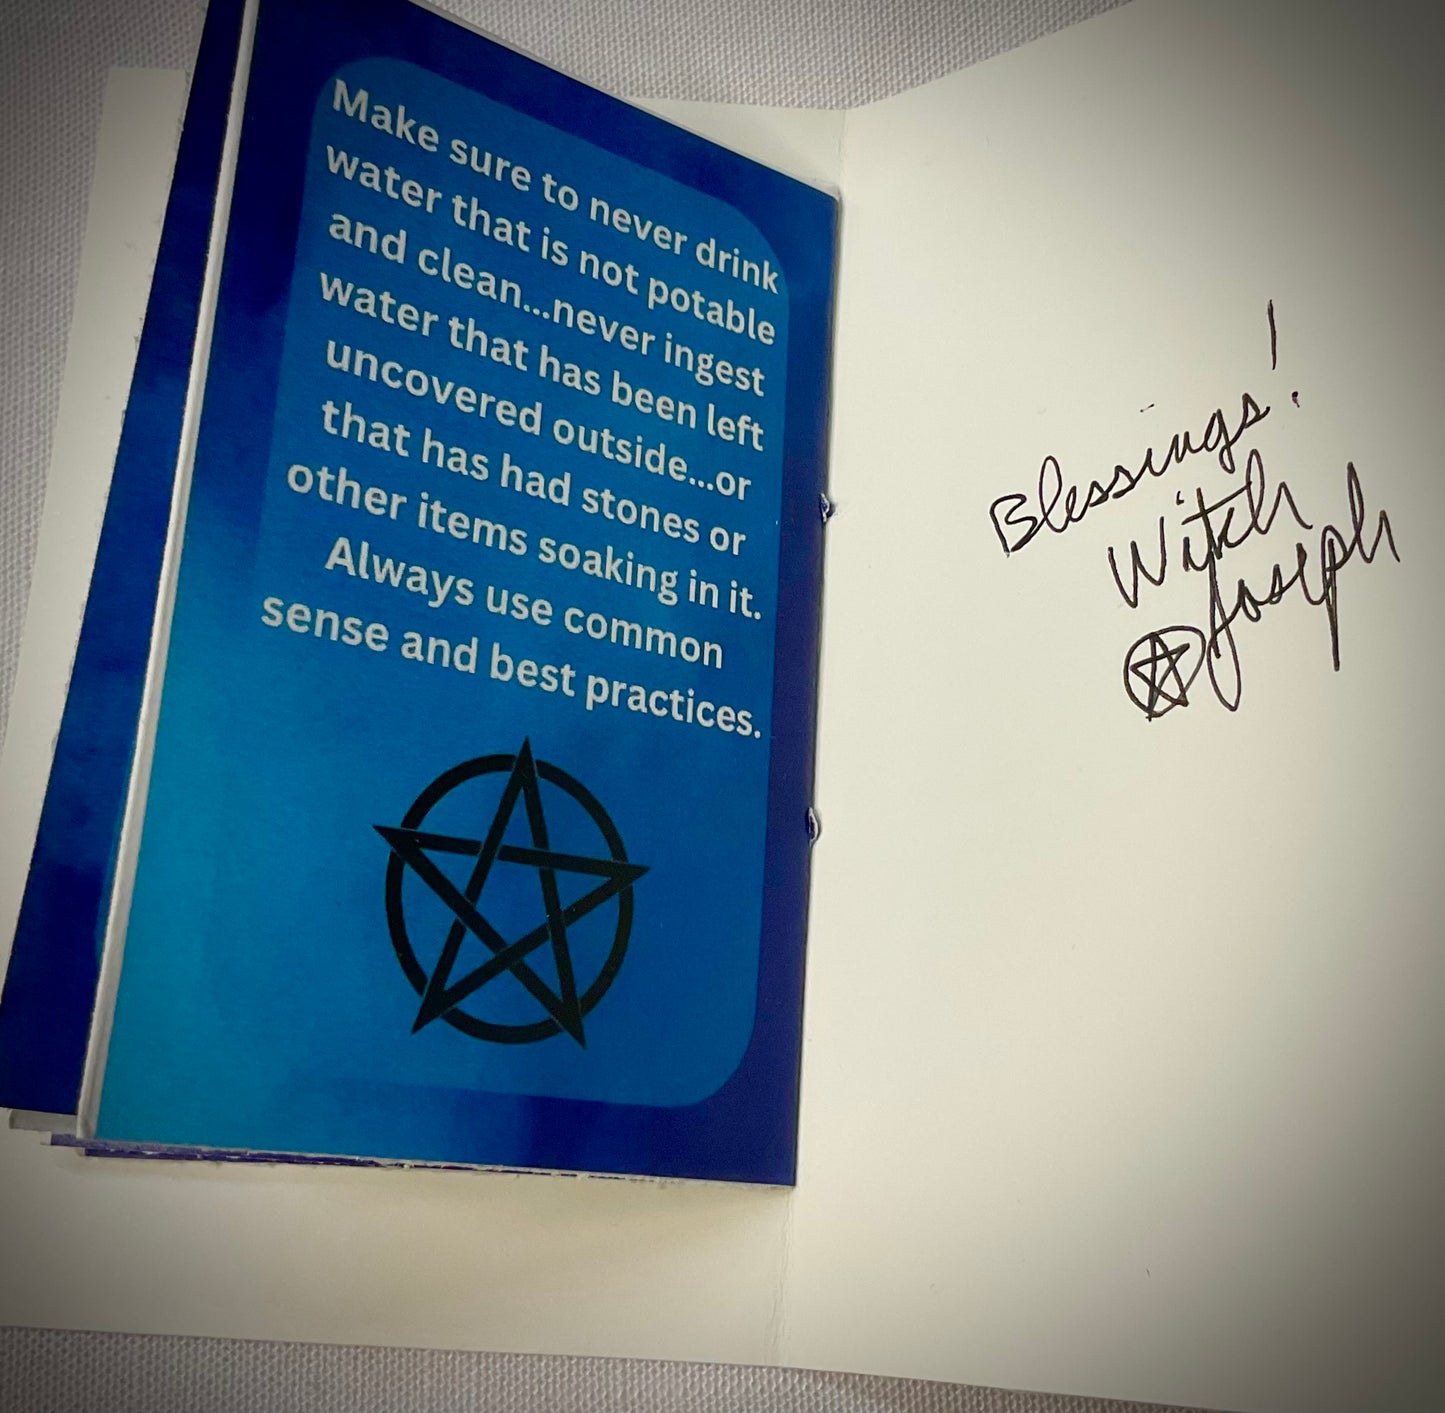 Make sure to never drink
water that is not potable
and clean...never ingest
water that has been left
uncovered outside...or
that has had stones or
other items soaking in it.
Always use common
sense and best practices.
Blessings!
Witch
Joseph